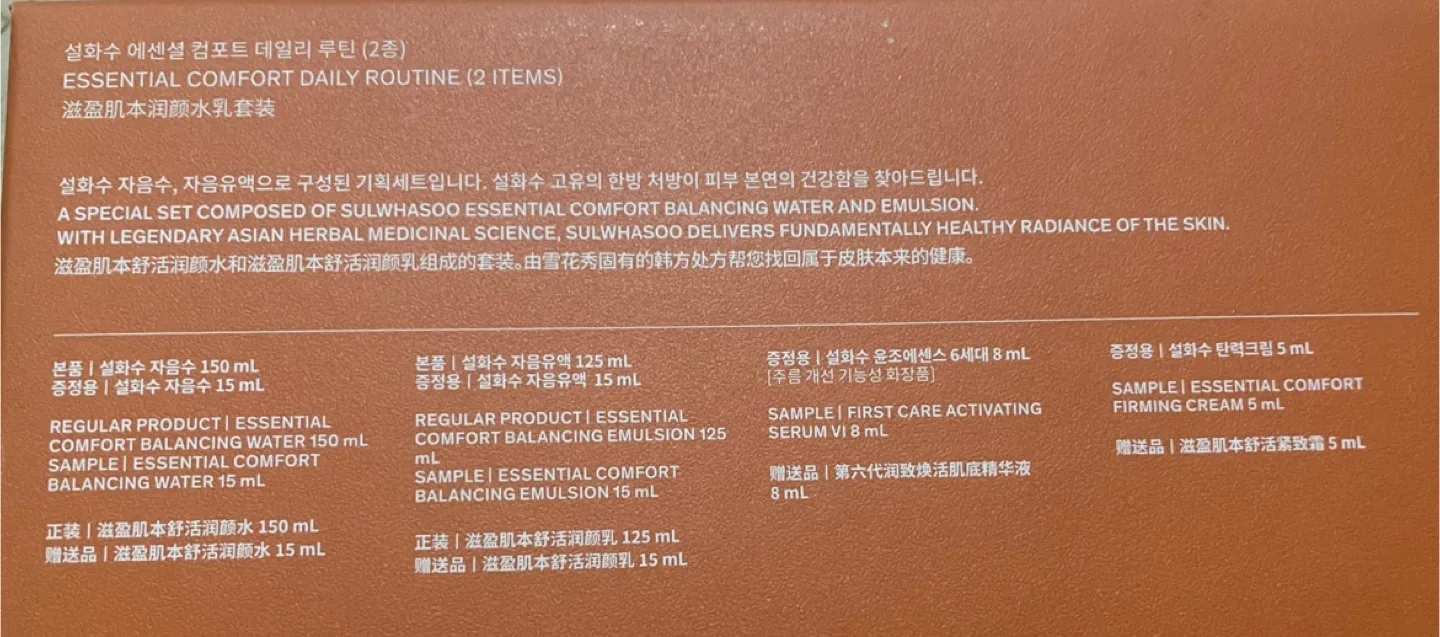 설화수 에센셜 컴포트 데일리 루틴 (2종)
ESSENTIAL COMFORT DAILY ROUTINE (2 ITEMS)
滋盈肌本润颜水乳套装
설화수 자음수, 자음유액으로 구성된 기획세트입니다. 설화수 고유의 한방 처방이 피부 본연의 건강함을 찾아드립니다.
A SPECIAL SET COMPOSED OF SULWHASOO ESSENTIAL COMFORT BALANCING WATER AND EMULSION.
WITH LEGENDARY ASIAN HERBAL MEDICINAL SCIENCE, SULWHASOO DELIVERS FUNDAMENTALLY HEALTHY RADIANCE OF THE SKIN.
滋盈肌本舒活润颜水和滋盈肌本舒活润颜乳组成的套装。由雪花秀固有的韩方处方帮您找回属于皮肤本来的健康。
본품 | 설화수 자음수 150 mL
증정용 | 설화수 자음수 15 mL
REGULAR PRODUCT | ESSENTIAL
COMFORT BALANCING WATER 150 mL
SAMPLE | ESSENTIAL COMFORT
BALANCING WATER 15 mL
正装 | 滋盈肌本舒活润颜水 150 mL
赠送品 | 滋盈肌本舒活润颜水 15 mL
본품 | 설화수 자음유액 125 mL
증정용 | 설화수 자음유액 15 mL
REGULAR PRODUCT | ESSENTIAL
COMFORT BALANCING EMULSION 125
mL
SAMPLE | ESSENTIAL COMFORT
BALANCING EMULSION 15 mL
正装 | 滋盈肌本舒活润颜乳 125 mL
赠送品 | 滋盈肌本舒活润颜乳 15 mL
증정용 | 설화수 윤조에센스 6세대 8 mL
[주름 개선 기능성 화장품]
SAMPLE | FIRST CARE ACTIVATING
SERUM VI 8 mL
赠送品 | 第六代润致焕活肌底精华液
8 mL
증정용 | 설화수 탄력크림 5 mL
SAMPLE | ESSENTIAL COMFORT
FIRMING CREAM 5 mL
赠送品 | 滋盈肌本舒活紧致霜 5 mL